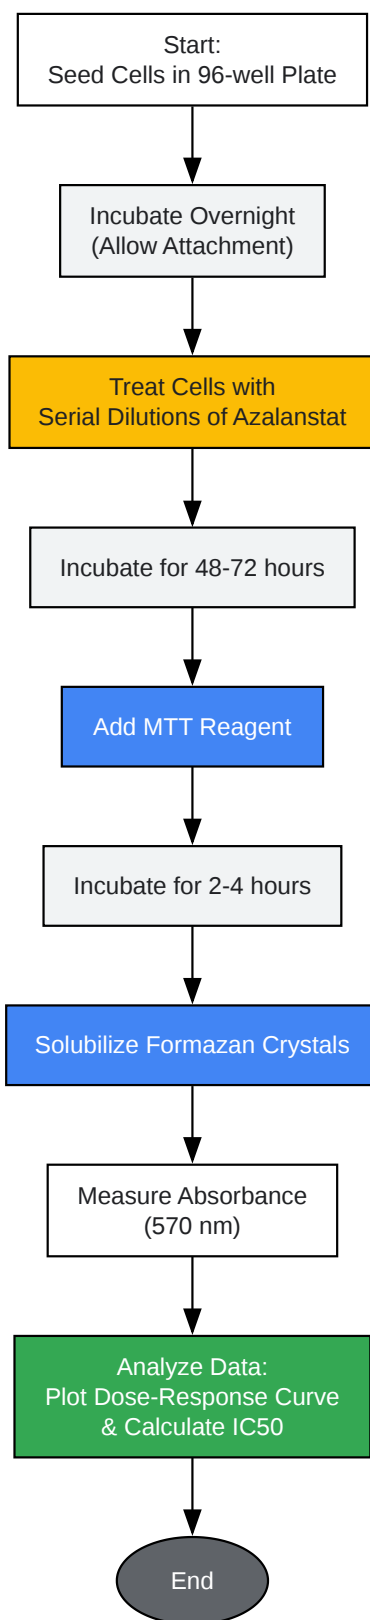 Start:
Seed Cells in 96-well Plate
Incubate Overnight
(Allow Attachment)
Treat Cells with
Serial Dilutions of Azalanstat
Incubate for 48-72 hours
Add MTT Reagent
Incubate for 2-4 hours
Solubilize Formazan Crystals
Measure Absorbance
(570 nm)
Analyze Data:
Plot Dose-Response Curve
& Calculate IC50
End